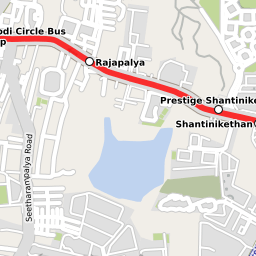 odi Circle Bus
p
Rajapalya
Prestige Shantinike
Shantinikethan
Seetharampalya Road